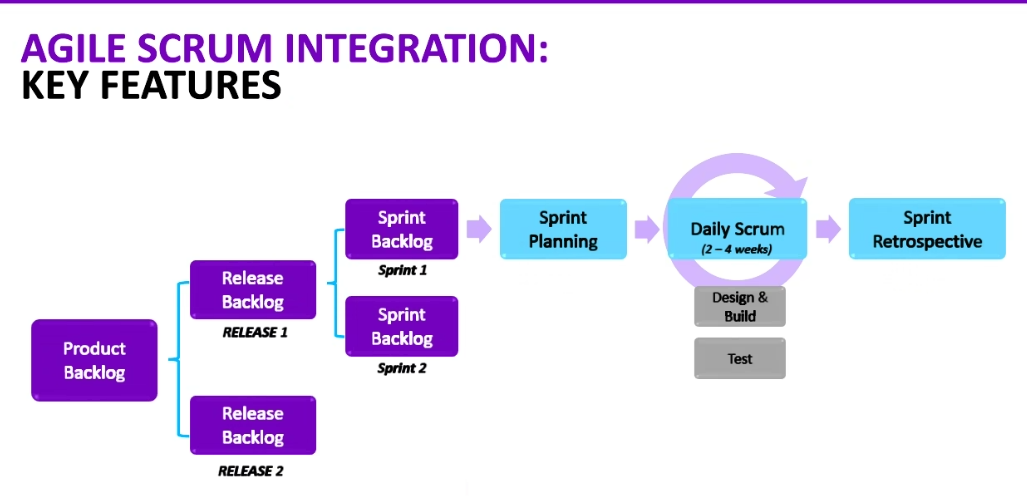 AGILE SCRUM INTEGRATION:
KEY FEATURES
Product
Backlog
Release
Backlog
RELEASE 1
Release
Backlog
RELEASE 2
Sprint
Backlog
Sprint 1
Sprint
Backlog
Sprint 2
Sprint
Planning
Daily Scrum
(2 – 4 weeks)
Design &
Build
Test
Sprint
Retrospective